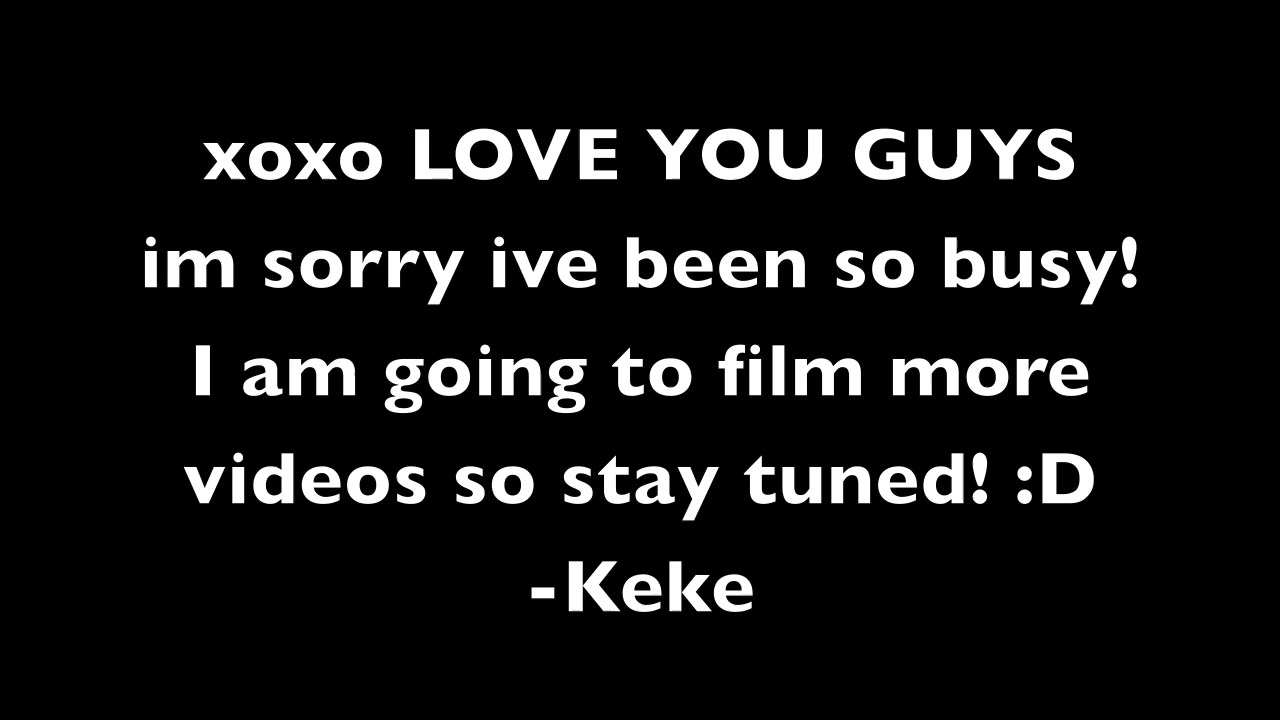 xoxo LOVE YOU GUYS
im sorry ive been so busy!
I am going to film more
videos so stay tuned! :D
-Keke